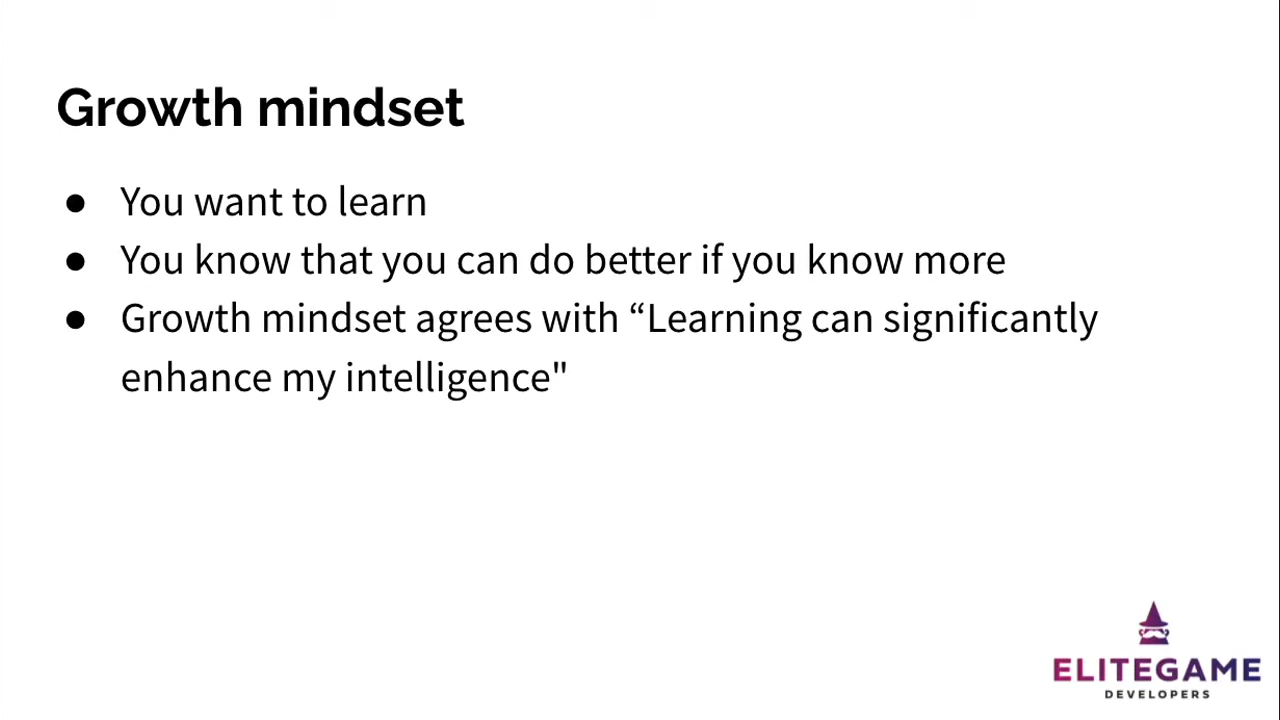 Growth mindset
● You want to learn
● You know that you can do better if you know more
● Growth mindset agrees with “Learning can significantly
enhance my intelligence"
ELITEGAME
DEVELOPERS